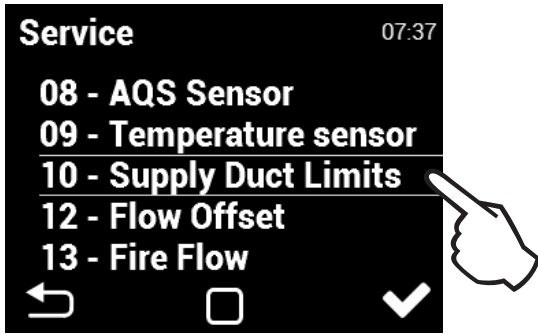 Service 07:37
08 - AQS Sensor
09 - Temperature sensor
10 - Supply Duct Limits
12 - Flow Offset
13 - Fire Flow